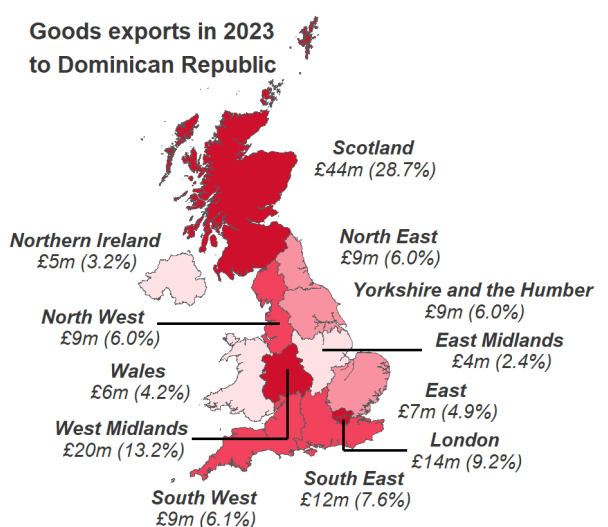 Goods exports in 2023
to Dominican Republic
Scotland
£44m (28.7%)
Northern Ireland
£5m (3.2%)
North East
£9m (6.0%)
Yorkshire and the Humber
£9m (6.0%)
North West
£9m (6.0%)
East Midlands
£4m (2.4%)
Wales
£6m (4.2%)
East
£7m (4.9%)
West Midlands
£20m (13.2%)
London
£14m (9.2%)
South East
£12m (7.6%)
South West
£9m (6.1%)